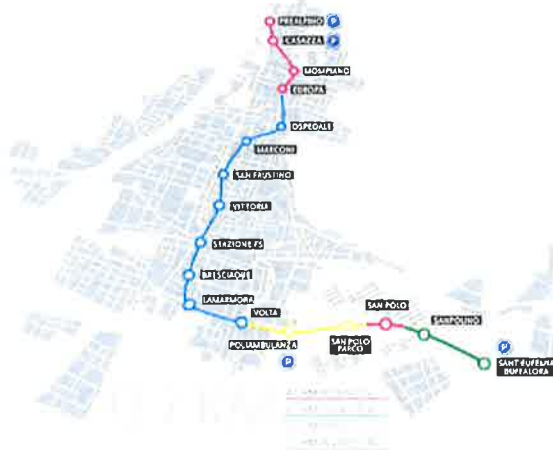 PREALPINO P
CASAZZA P
MOMPIANO
EUROPA
OSPEDALE
MARCONI
SAN FAUSTINO
VITTORIA
STAZIONE FS
BRESCIADUE
LAMARMORA
VOLTA
POLIAMBULANZA
P
SAN POLO
PARCO
SAN POLO
SANPOLINO
P
SANT'EUFEMIA
BUFFALORA